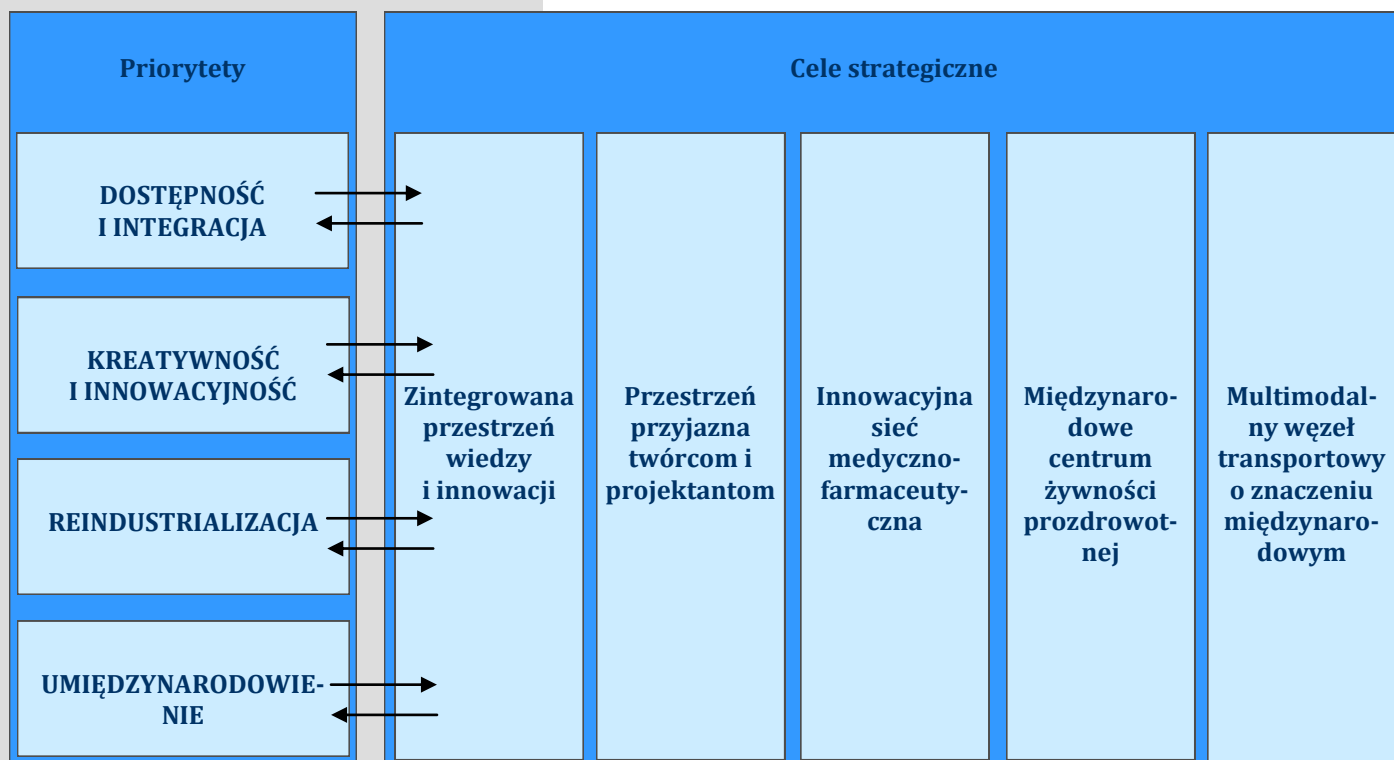 Priorytety
Cele strategiczne
DOSTĘPNOŚĆ
I INTEGRACJA
KREATYWNOŚĆ
I INNOWACYJNOŚĆ
REINDUSTRIALIZACJA
UMIĘDZYNARODOWIE-
NIE
Zintegrowana
przestrzeń
wiedzy
i innowacji
Przestrzeń
przyjazna
twórcom i
projektantom
Innowacyjna
sieć
medyczno-
farmaceuty-
czna
Międzynaro-
dowe
centrum
żywności
prozdrowot-
nej
Multimodal-
ny węzeł
transportowy
o znaczeniu
międzynaro-
dowym